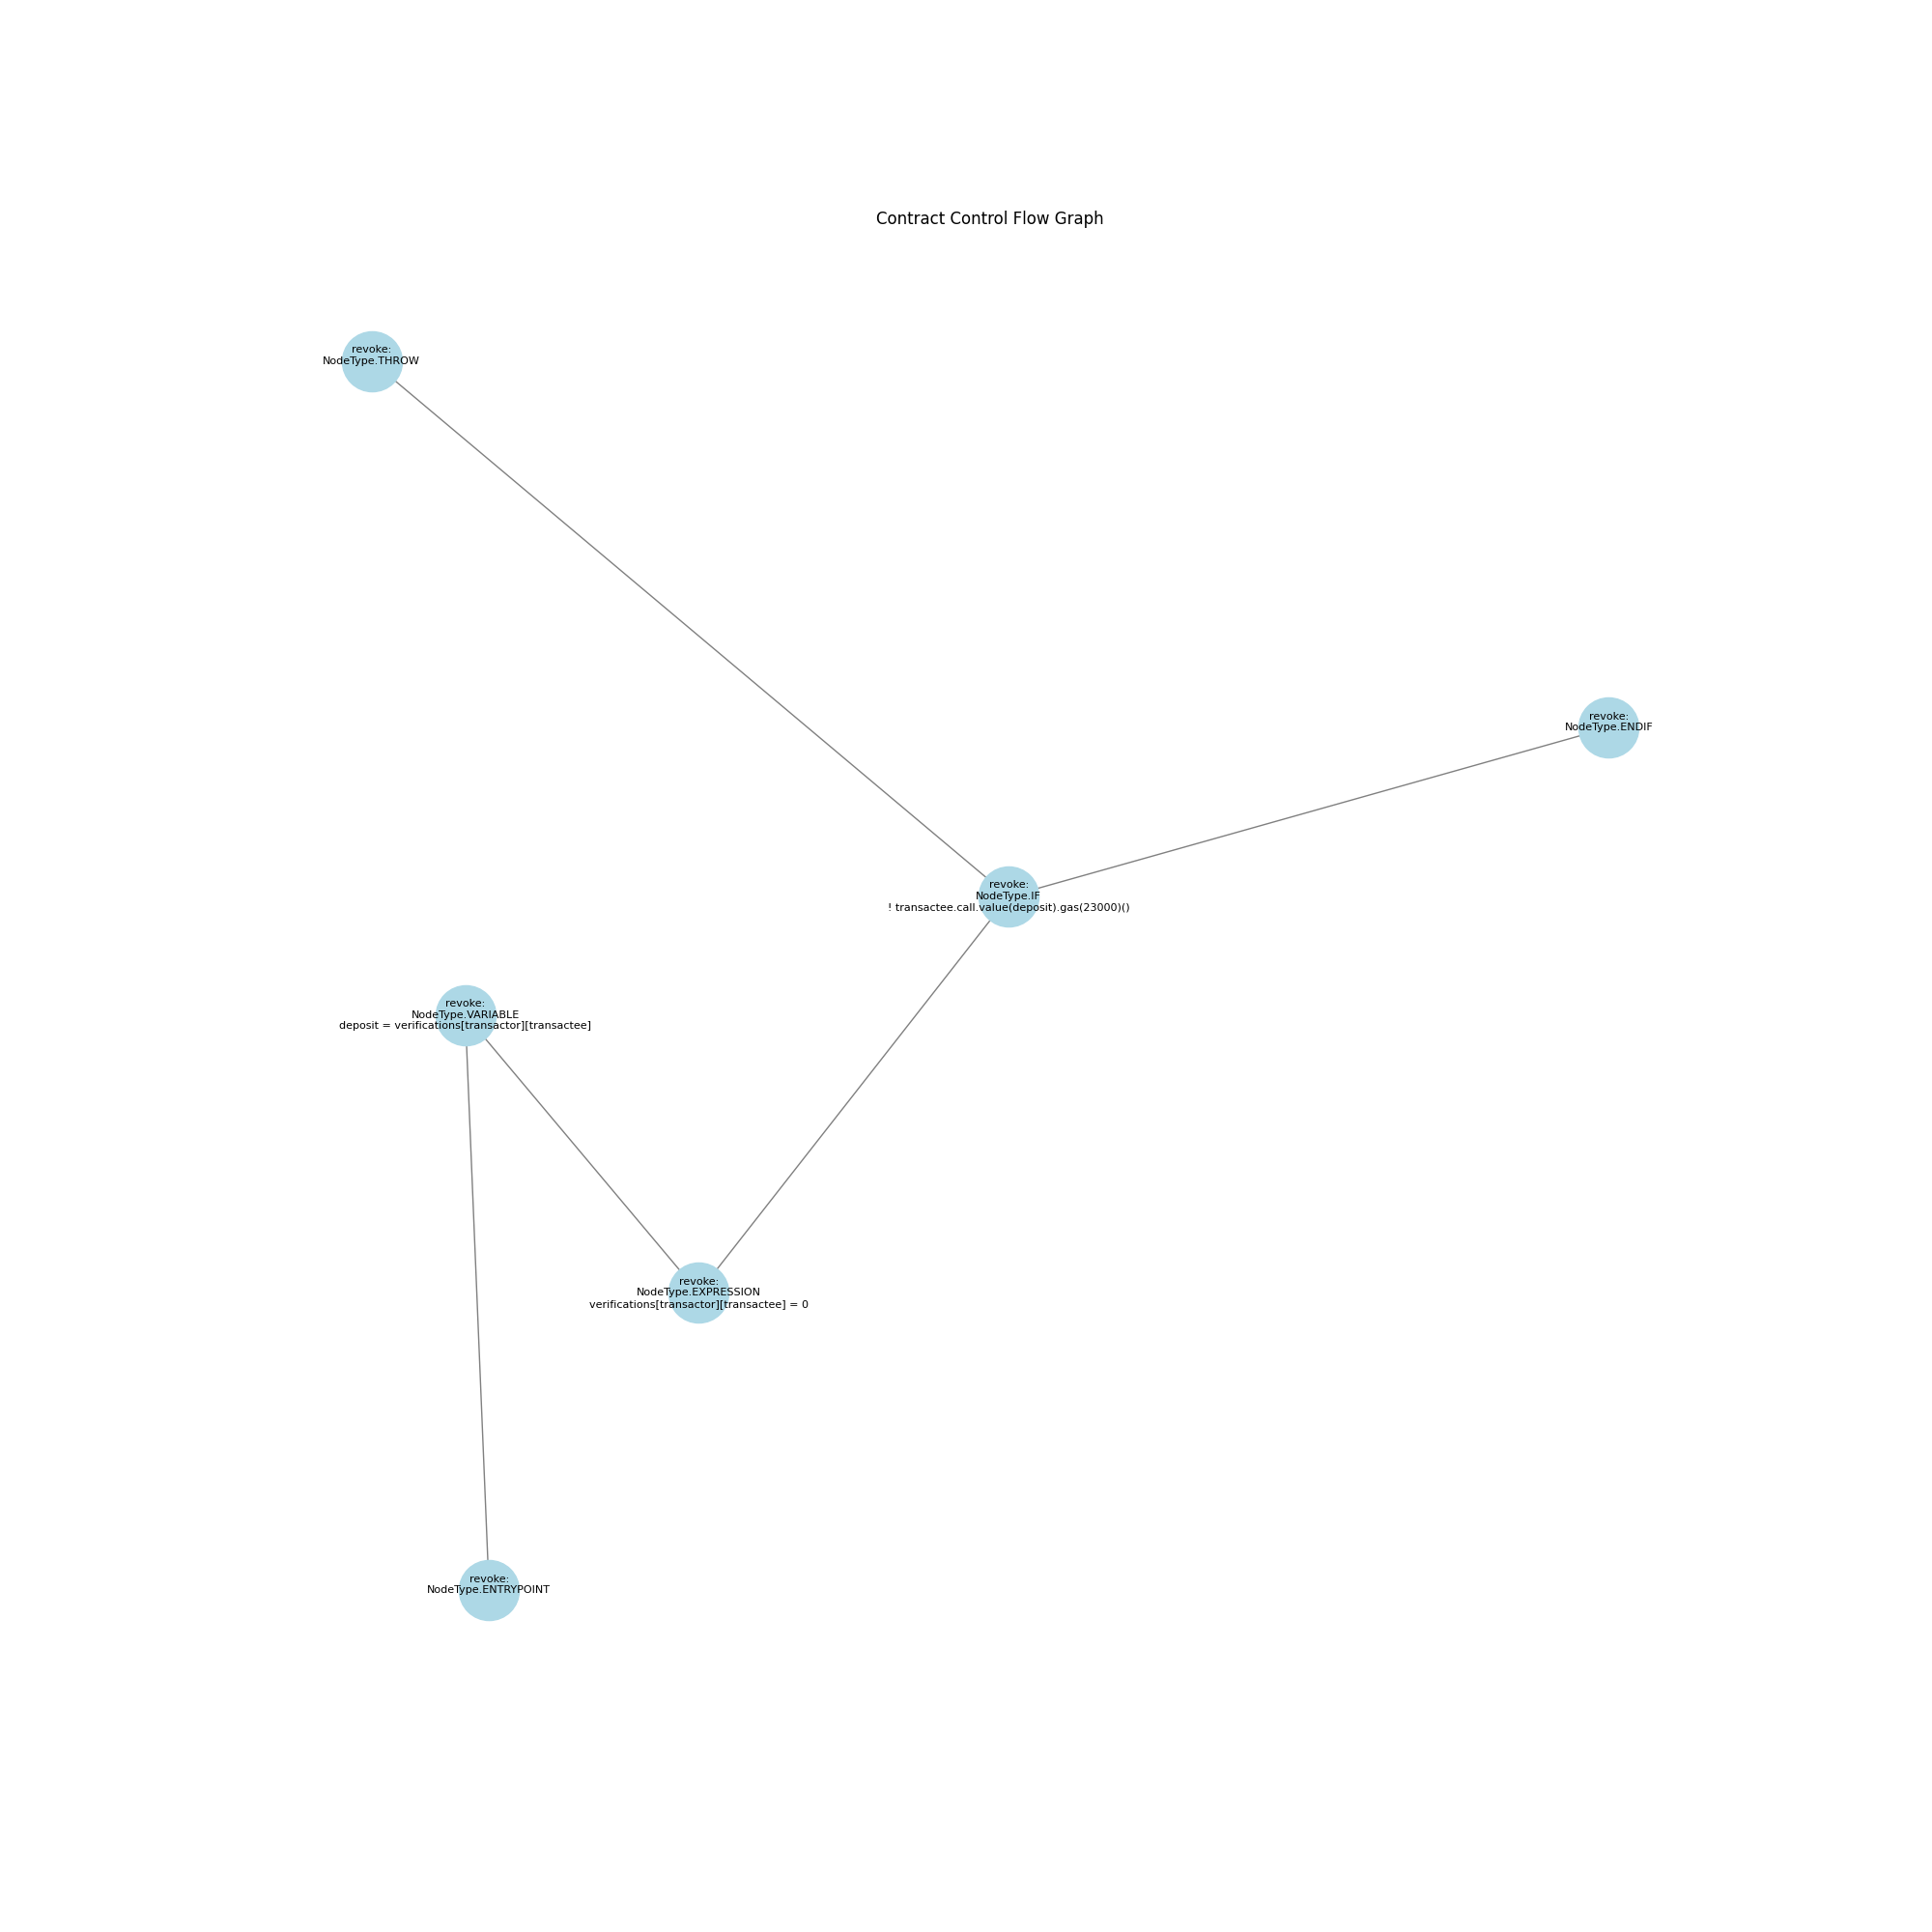 Contract Control Flow Graph
revoke:
NodeType.THROW
revoke:
NodeType.ENDIF
revoke:
NodeType.IF
! transactee.call.value(deposit).gas(23000)()
revoke:
NodeType.VARIABLE
deposit = verifications[transactor][transactee]
revoke:
NodeType.EXPRESSION
verifications[transactor][transactee] = 0
revoke:
NodeType.ENTRYPOINT